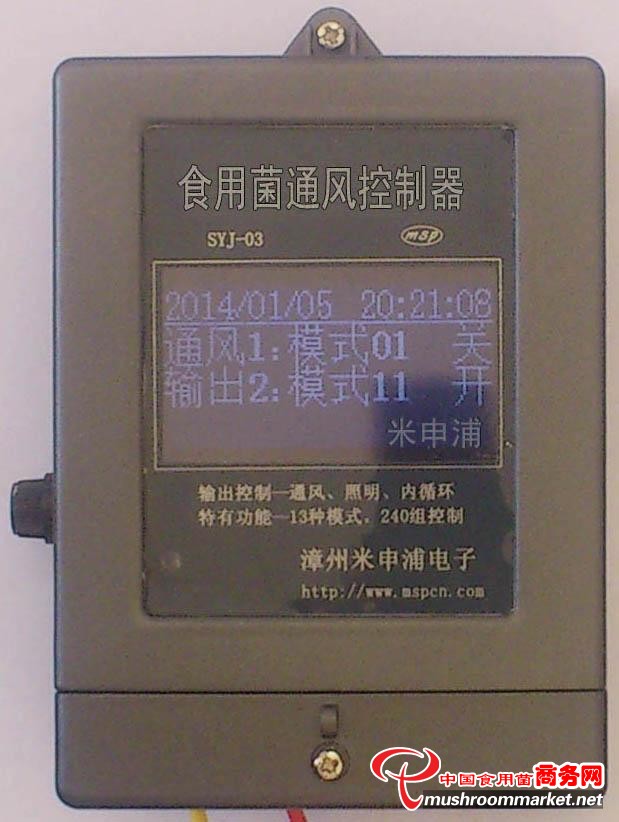 食用菌通风控制器
SYJ-03 msp
2014/01/05 20:21:08
通风1:模式01 关
输出2:模式11 开
米申浦
输出控制—通风、照明、内循环
特有功能—13种模式。240组控制
漳州米申浦电子
http://www.mspcn.com
中国食用菌商务网
mushroommarket.net